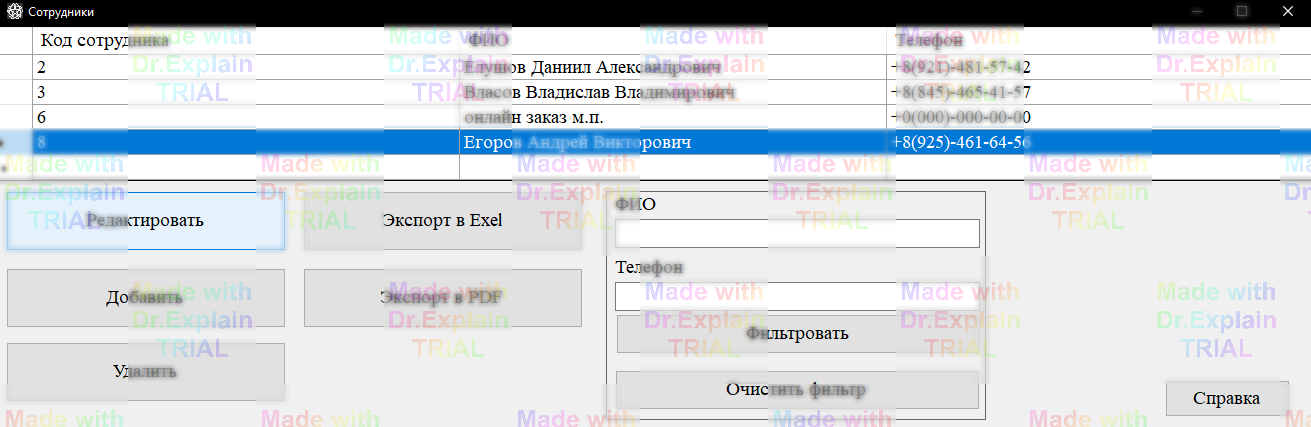 Сотрудники
Код сотрудника ФИО Телефон
2 Елушов Даниил Александрович +8(921)-481-57-42
3 Власов Владислав Владимирович +8(845)-465-41-57
6 онлайн заказ м.п. +0(000)-000-00-00
8 Егоров Андрей Викторович +8(925)-461-64-56
Редактировать Экспорт в Exel ФИО
Телефон
Добавить Экспорт в PDF
Фильтровать
Удалить
Очистить фильтр
Справка
Made with
Dr.Explain
TRIAL